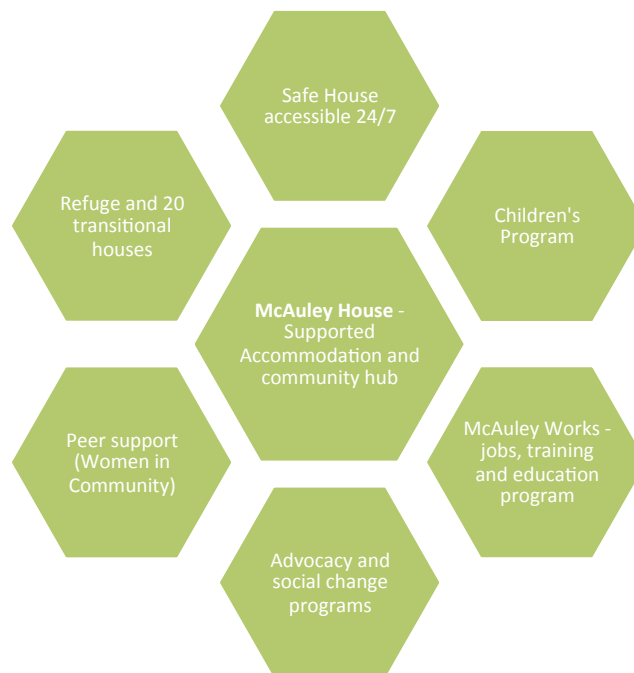 Safe House
accessible 24/7
Refuge and 20
transitional
houses
Children's
Program
McAuley House -
Supported
Accommodation and
community hub
Peer support
(Women in
Community)
McAuley Works -
jobs, training
and education
program
Advocacy and
social change
programs